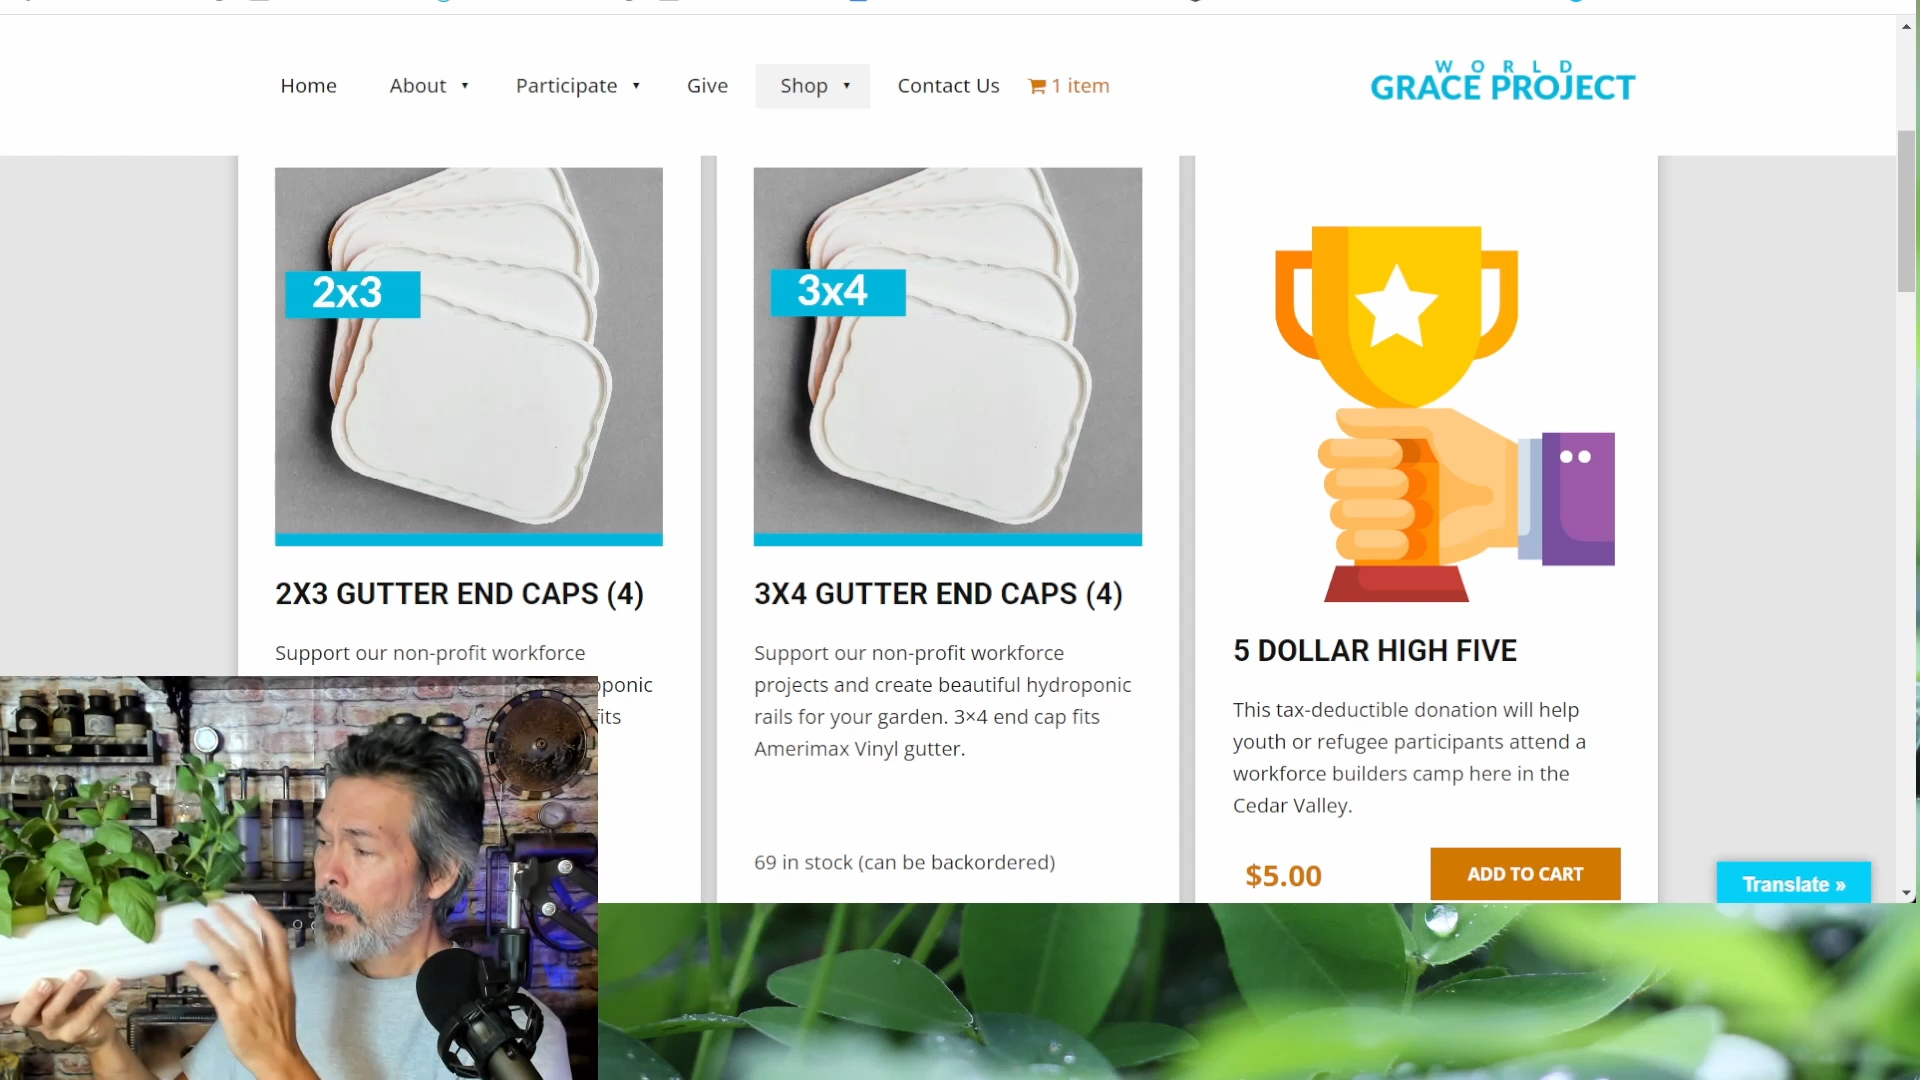 Home
About ▾
Participate ▾
Give
Shop ▾
Contact Us
1 item
WORLD
GRACE PROJECT
2x3
3x4
2X3 GUTTER END CAPS (4)
Support our non-profit workforce
ponic
fits
3X4 GUTTER END CAPS (4)
Support our non-profit workforce
projects and create beautiful hydroponic
rails for your garden. 3×4 end cap fits
Amerimax Vinyl gutter.
69 in stock (can be backordered)
5 DOLLAR HIGH FIVE
This tax-deductible donation will help
youth or refugee participants attend a
workforce builders camp here in the
Cedar Valley.
$5.00
ADD TO CART
Translate »